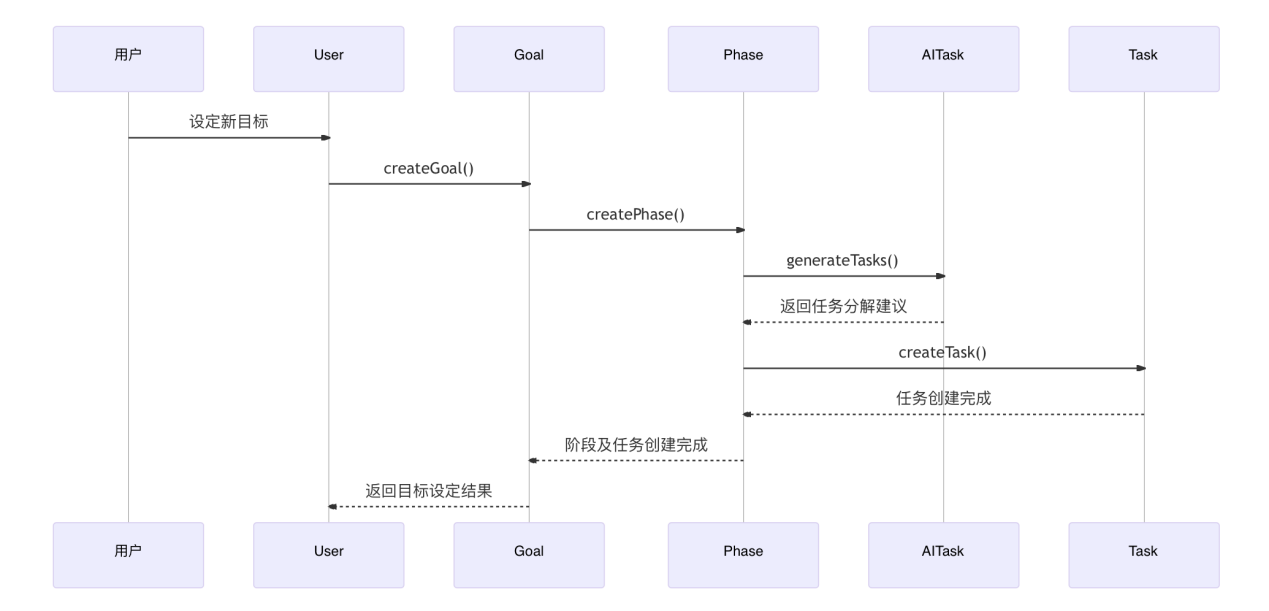 用户
User
Goal
Phase
AITask
Task
设定新目标
createGoal()
createPhase()
generateTasks()
返回任务分解建议
createTask()
任务创建完成
阶段及任务创建完成
返回目标设定结果
用户
User
Goal
Phase
AITask
Task